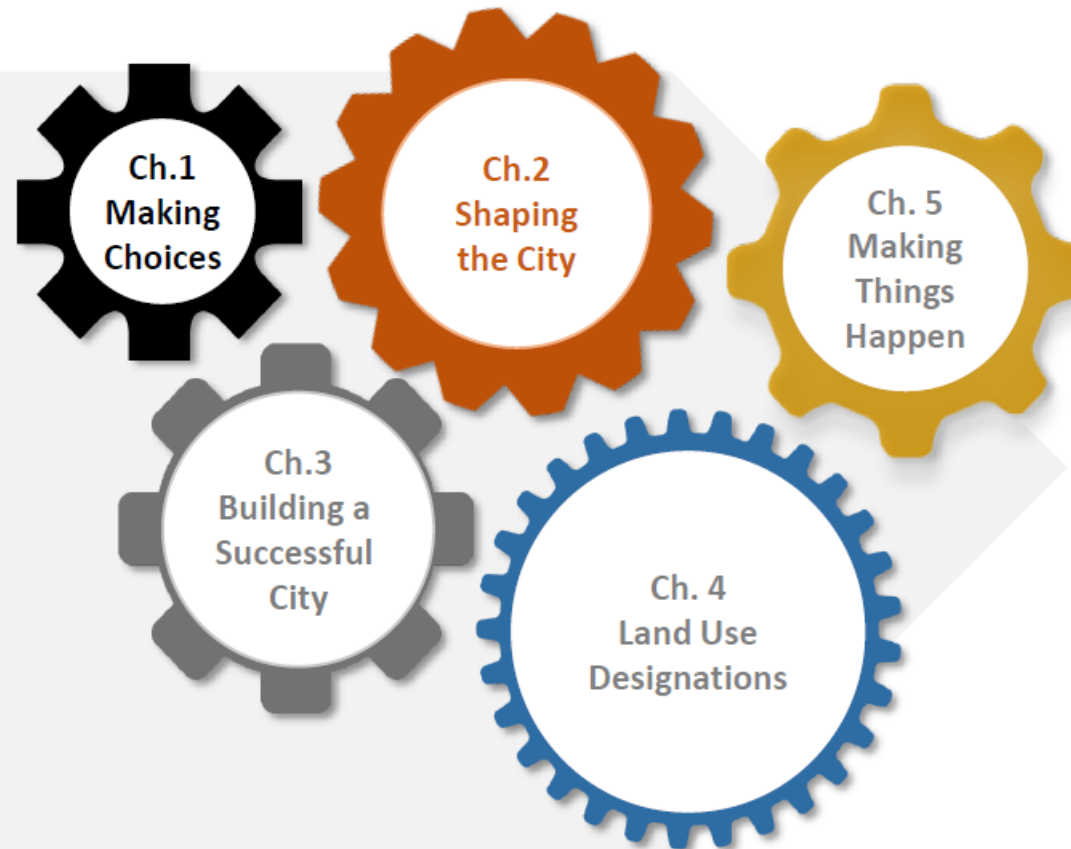 Ch.1
Making
Choices
Ch.2
Shaping
the City
Ch. 5
Making
Things
Happen
Ch.3
Building a
Successful
City
Ch. 4
Land Use
Designations